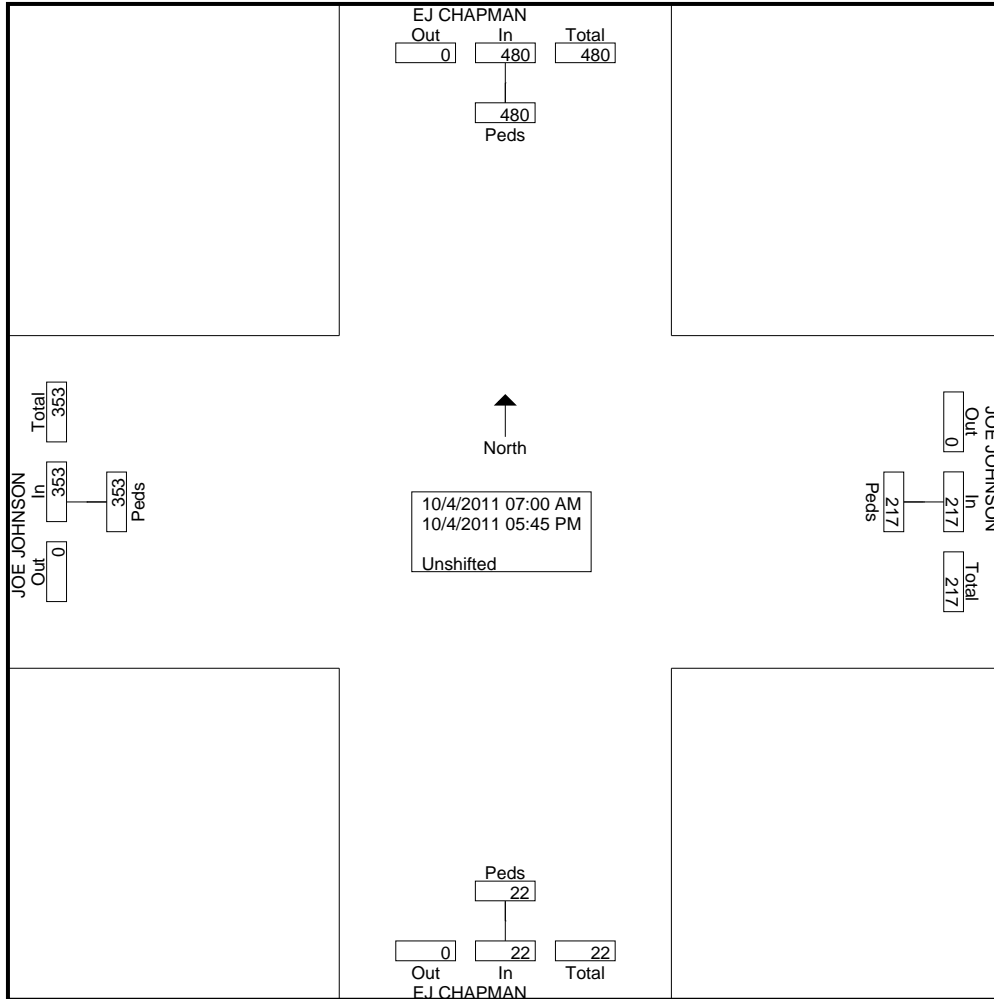 EJ CHAPMAN
Out In Total
0 480 480
480
Peds
JOE JOHNSON
Out In Total
0 353 353
353
Peds
North
10/4/2011 07:00 AM
10/4/2011 05:45 PM
Unshifted
JOE JOHNSON
Out In Total
0 217 217
217
Peds
Peds
22
0 22 22
Out In Total
EJ CHAPMAN